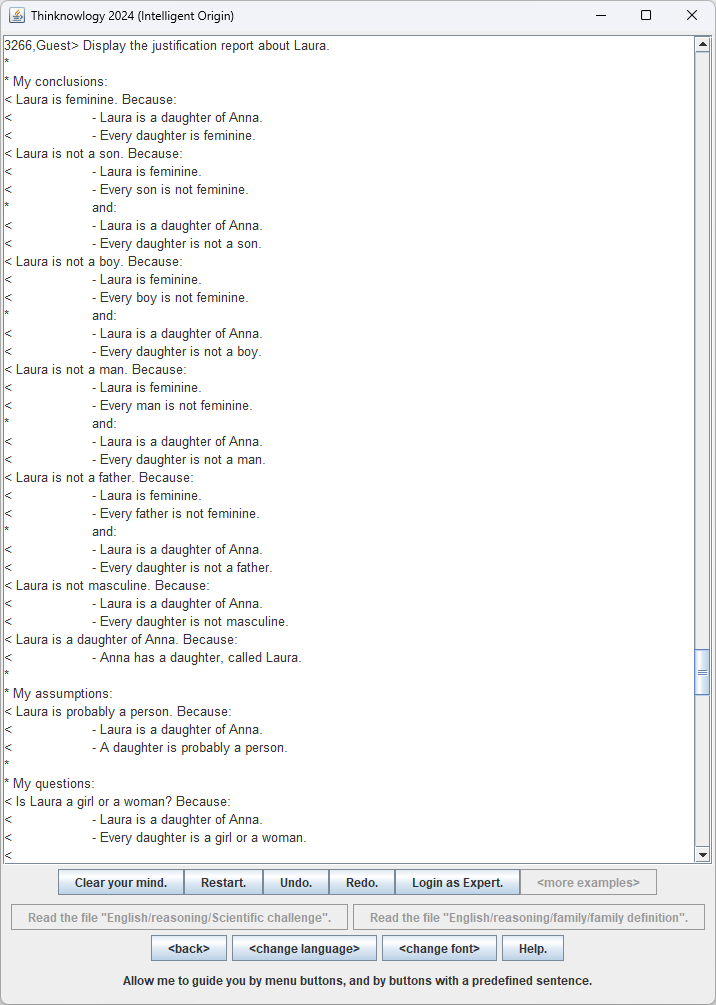 Thinknowlogy 2024 (Intelligent Origin)
3266,Guest> Display the justification report about Laura.
*
* My conclusions:
< Laura is feminine. Because:
< - Laura is a daughter of Anna.
< - Every daughter is feminine.
< Laura is not a son. Because:
< - Laura is feminine.
< - Every son is not feminine.
* and:
< - Laura is a daughter of Anna.
< - Every daughter is not a son.
< Laura is not a boy. Because:
< - Laura is feminine.
< - Every boy is not feminine.
* and:
< - Laura is a daughter of Anna.
< - Every daughter is not a boy.
< Laura is not a man. Because:
< - Laura is feminine.
< - Every man is not feminine.
* and:
< - Laura is a daughter of Anna.
< - Every daughter is not a man.
< Laura is not a father. Because:
< - Laura is feminine.
< - Every father is not feminine.
* and:
< - Laura is a daughter of Anna.
< - Every daughter is not a father.
< Laura is not masculine. Because:
< - Laura is a daughter of Anna.
< - Every daughter is not masculine.
< Laura is a daughter of Anna. Because:
< - Anna has a daughter, called Laura.
*
* My assumptions:
< Laura is probably a person. Because:
< - Laura is a daughter of Anna.
< - A daughter is probably a person.
*
* My questions:
< Is Laura a girl or a woman? Because:
< - Laura is a daughter of Anna.
< - Every daughter is a girl or a woman.
<
Clear your mind. Restart. Undo. Redo. Login as Expert. <more examples>
Read the file "English/reasoning/Scientific challenge". Read the file "English/reasoning/family/family definition".
<back> <change language> <change font> Help.
Allow me to guide you by menu buttons, and by buttons with a predefined sentence.